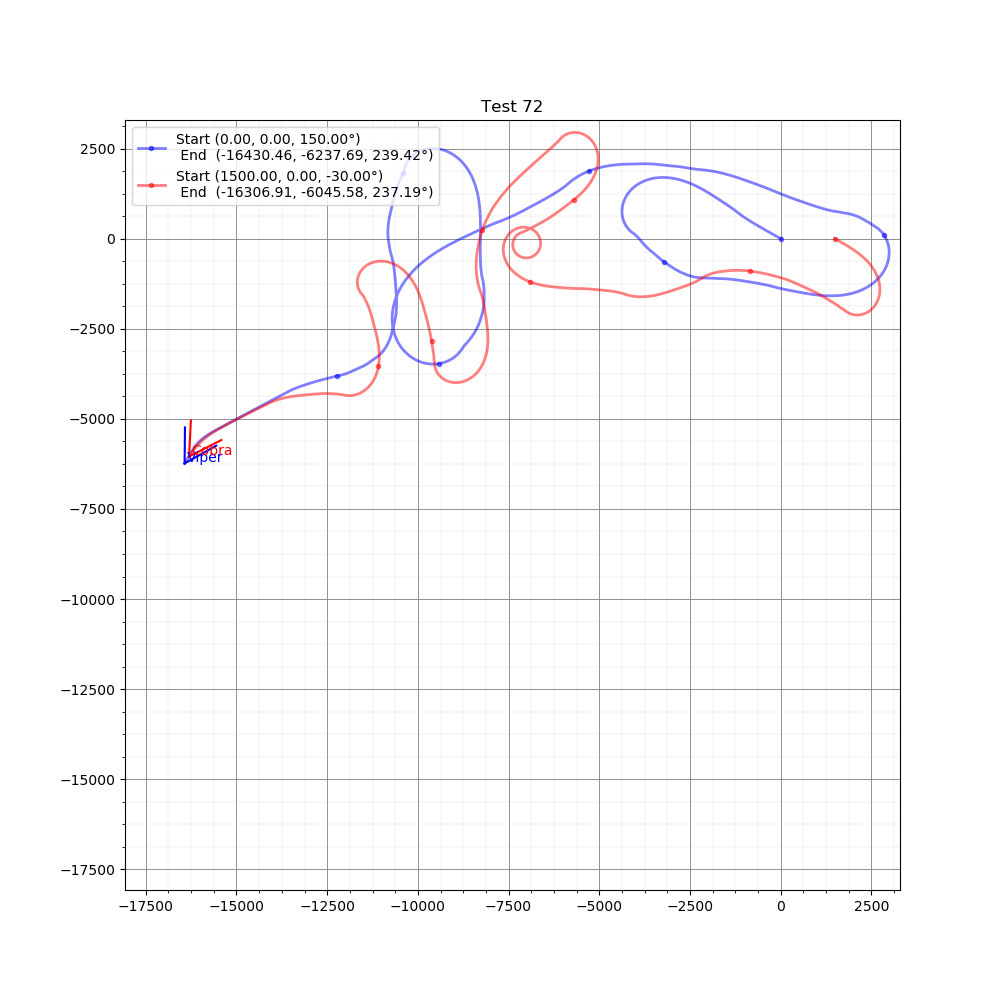 Test 72
Start (0.00, 0.00, 150.00°)
End (-16430.46, -6237.69, 239.42°)
Start (1500.00, 0.00, -30.00°)
End (-16306.91, -6045.58, 237.19°)
2500
0
−2500
−5000
−7500
−10000
−12500
−15000
−17500
−17500 −15000 −12500 −10000 −7500 −5000 −2500 0 2500